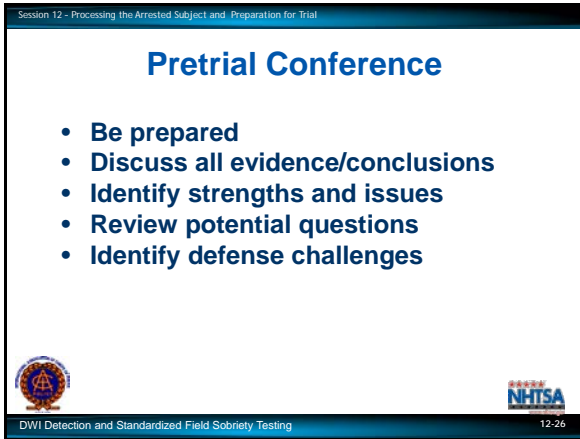 Session 12 - Processing the Arrested Subject and Preparation for Trial
Pretrial Conference
• Be prepared
• Discuss all evidence/conclusions
• Identify strengths and issues
• Review potential questions
• Identify defense challenges
NHTSA
DWI Detection and Standardized Field Sobriety Testing 12-26